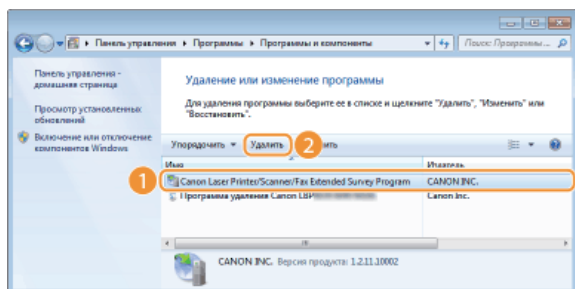 Панель управления ▸ Программы ▸ Программы и компоненты
Поиск: Программы...
Панель управления - домашняя страница
Просмотр установленных обновлений
Включение или отключение компонентов Windows
Удаление или изменение программы
Для удаления программы выберите ее в списке и щелкните "Удалить", "Изменить" или
"Восстановить".
Упорядочить Удалить 2
Имя Издатель
1 Canon Laser Printer/Scanner/Fax Extended Survey Program CANON INC.
Программа удаления Canon LBP Canon Inc.
CANON INC. Версия продукта: 1.2.11.10002